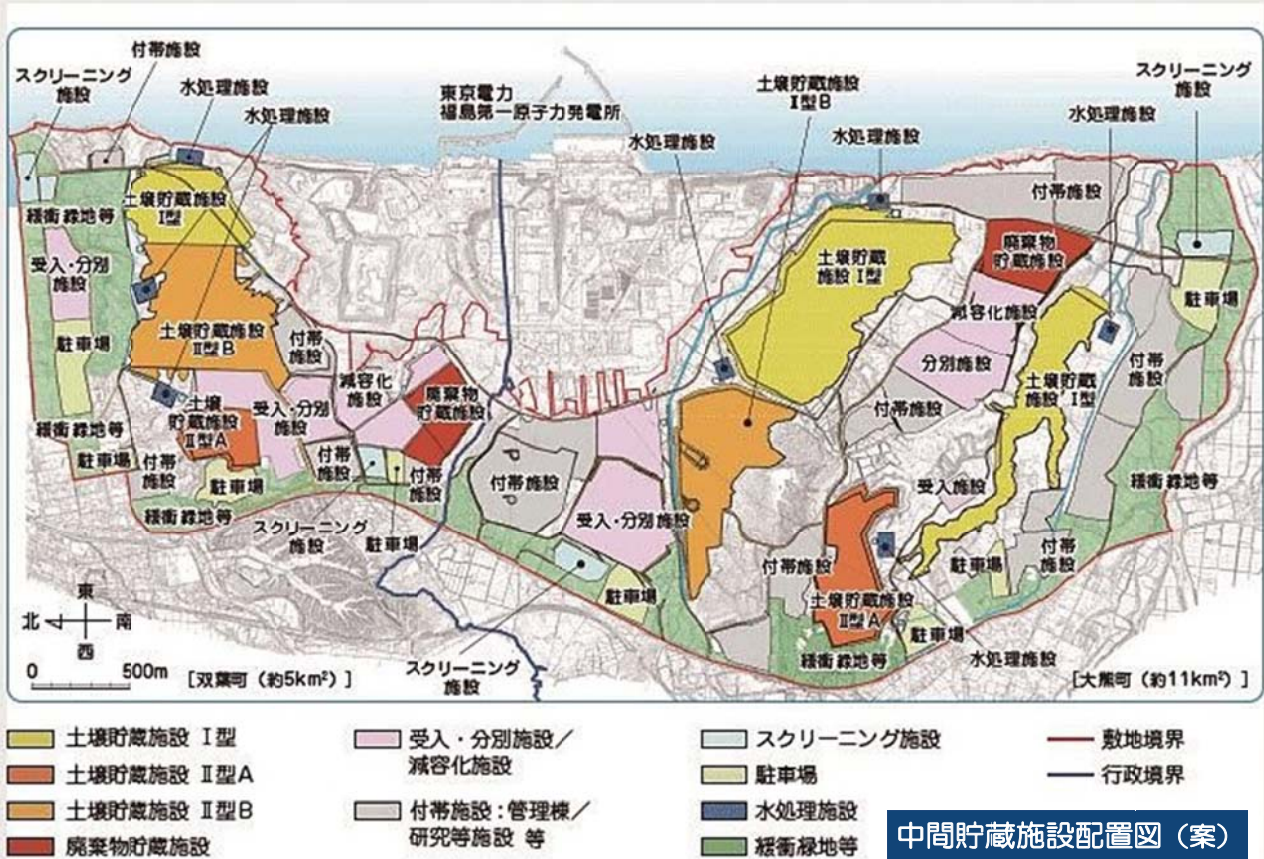 付帯施設
スクリーニング
施設
水処理施設
水処理施設
東京電力
福島第一原子力発電所
土壌貯蔵施設
Ⅰ型B
水処理施設
水処理施設
スクリーニング
施設
水処理施設
緩衝緑地等
土壌貯蔵施設
Ⅰ型
付帯施設
受入・分別
施設
土壌貯蔵
施設Ⅰ型
廃棄物
貯蔵施設
駐車場
駐車場
土壌貯蔵施設
Ⅱ型B
付帯
施設
減容化施設
分別施設
付帯
施設
減容化
施設
廃棄物
貯蔵施設
土壌貯蔵
施設Ⅰ型
緩衝緑地等
土壌
貯蔵施設
Ⅱ型A
受入・分別
施設
付帯施設
駐車場
付帯
施設
駐車場
付帯
施設
付帯
施設
付帯施設
受入施設
緩衝緑地等
緩衝緑地等
スクリーニング
施設
駐車場
受入・分別施設
付帯施設
駐車場
付帯
施設
駐車場
土壌貯蔵施設
Ⅱ型A
駐車場
緩衝緑地等
水処理施設
東
北
南
西
0
500m
[双葉町(約5km²)]
スクリーニング
施設
[大熊町(約11km²)]
土壌貯蔵施設 Ⅰ型
土壌貯蔵施設 Ⅱ型A
土壌貯蔵施設 Ⅱ型B
廃棄物貯蔵施設
受入・分別施設/
減容化施設
付帯施設:管理棟/
研究等施設 等
スクリーニング施設
駐車場
水処理施設
緩衝緑地等
敷地境界
行政境界
中間貯蔵施設配置図(案)